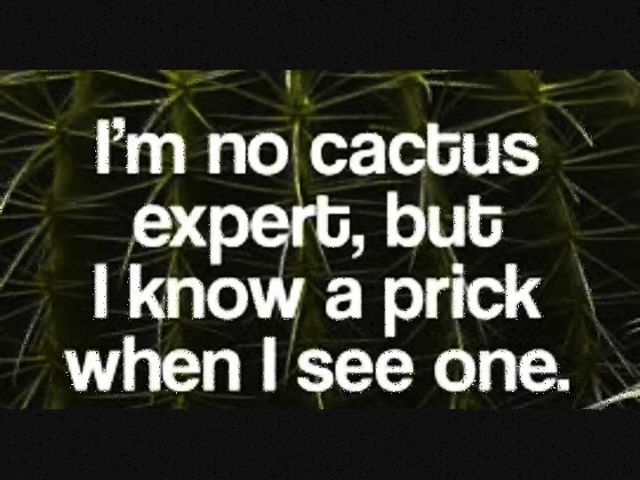 I'm no cactus
expert, but
I know a prick
when I see one.